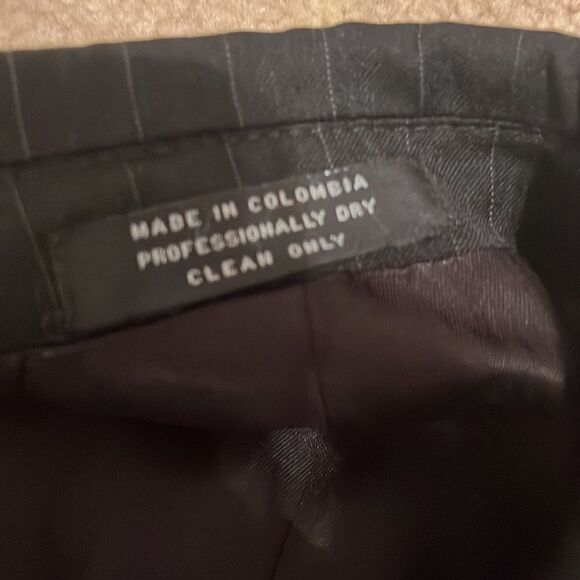 MADE IN COLOMBIA
PROFESSIONALLY DRY
CLEAN ONLY